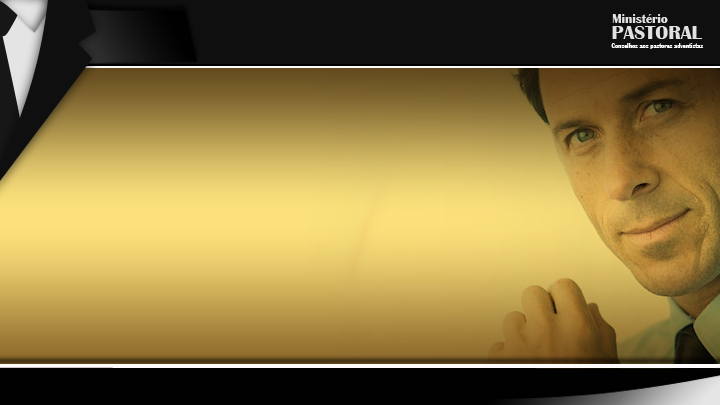 Ministério
PASTORAL
Conselhos aos pastores adventistas